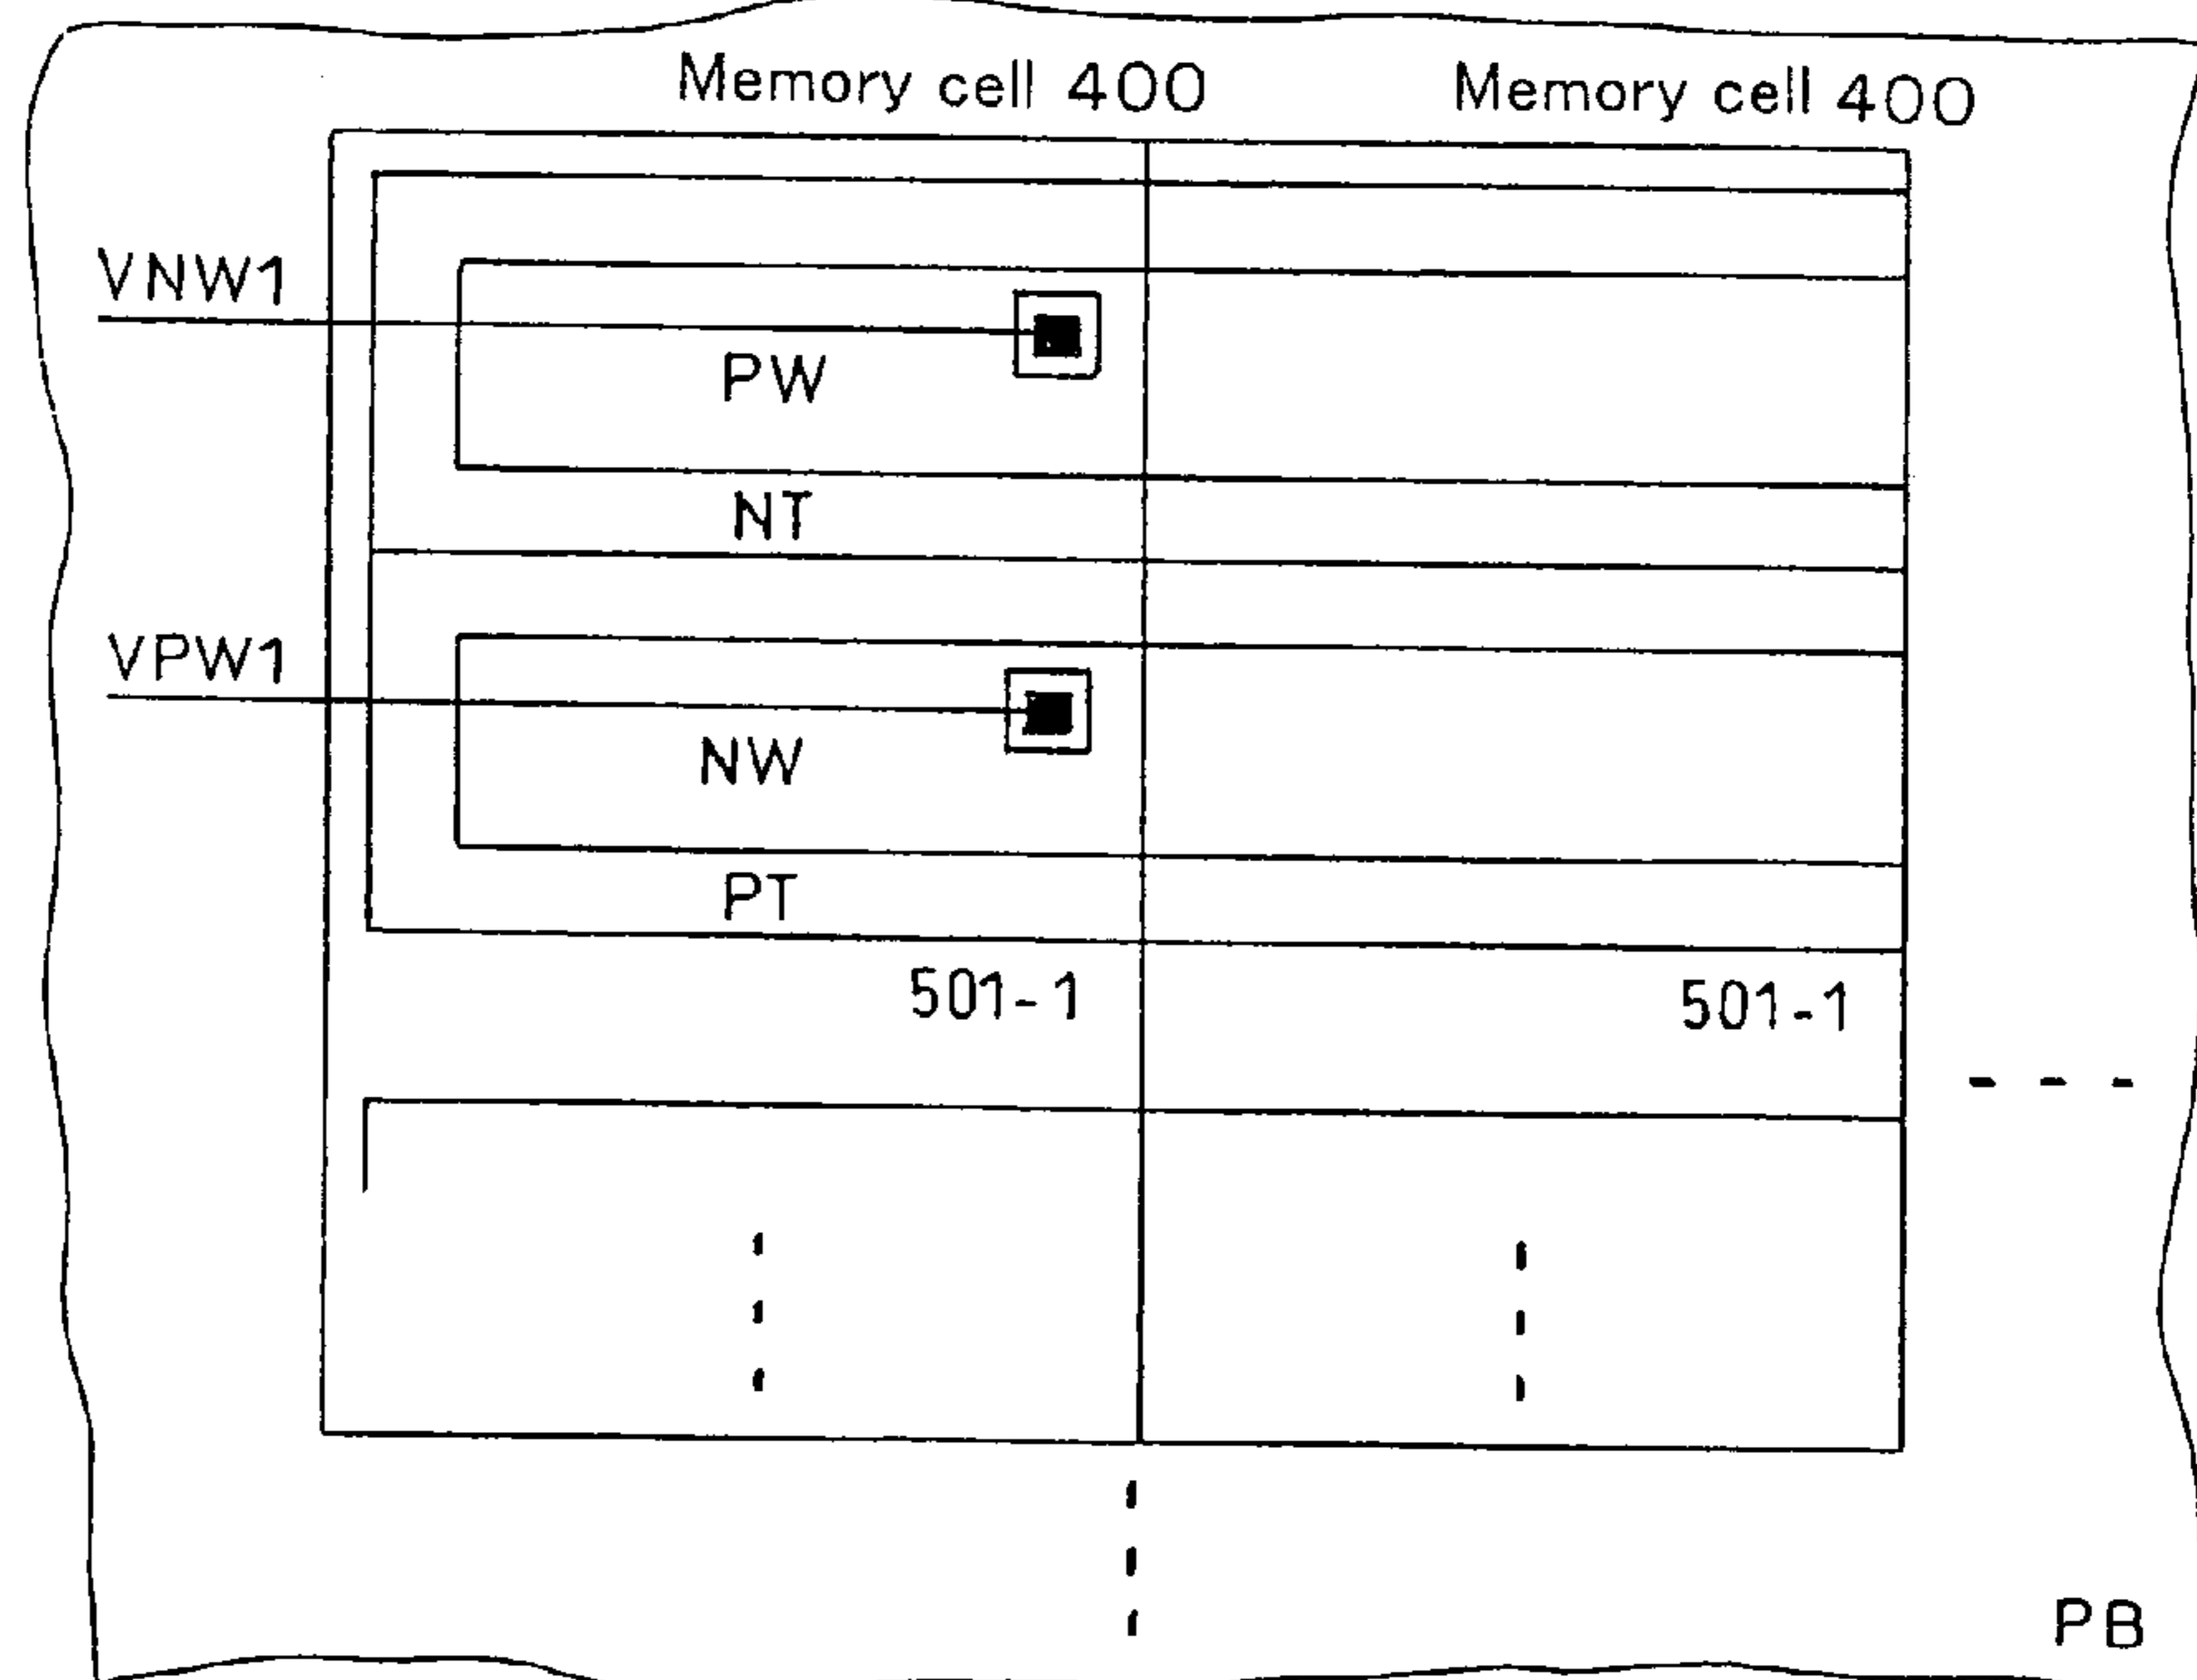 Memory cell 400 Memory cell 400
VNW1
PW
NT
VPW1
NW
PT
501-1 501-1
PB